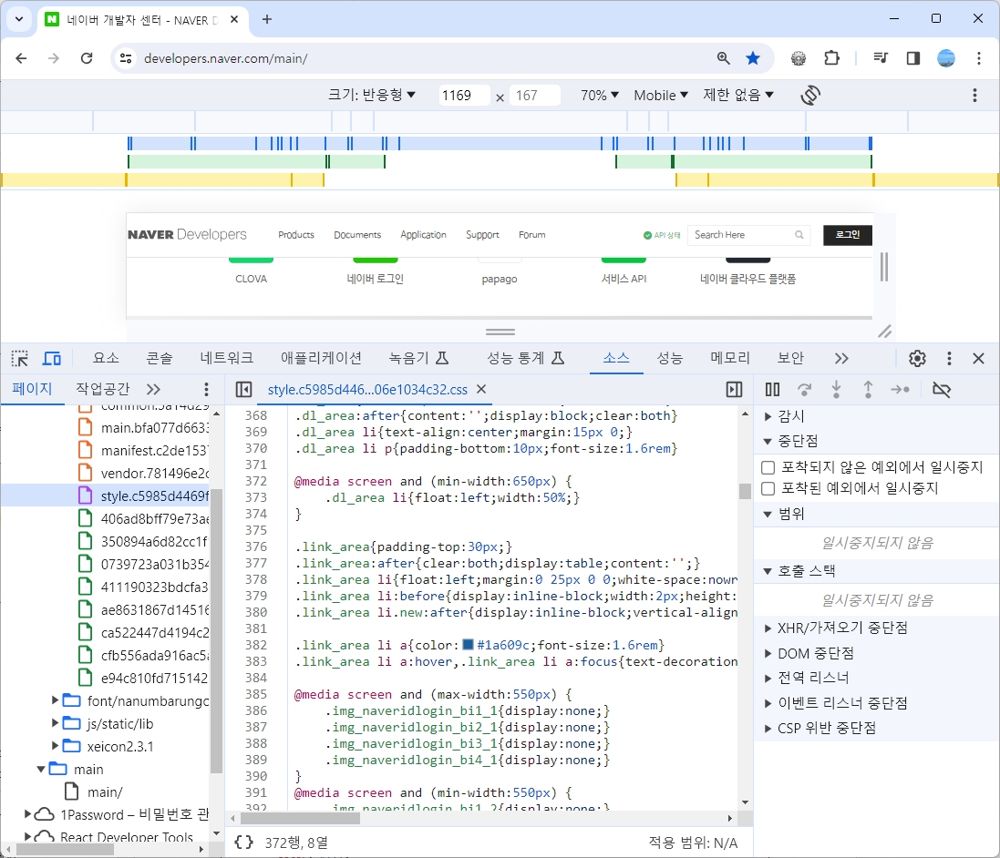 네이버 개발자 센터 - NAVER D
developers.naver.com/main/
크기: 반응형 1169 × 167 70% Mobile 제한 없음
NAVER Developers Products Documents Application Support Forum API 상태 Search Here 로그인
CLOVA 네이버 로그인 papago 서비스 API 네이버 클라우드 플랫폼
요소 콘솔 네트워크 애플리케이션 녹음기 성능 통계 소스 성능 메모리 보안
페이지 작업공간
style.c5985d446...06e1034c32.css
common.5a14d29
main.bfa077d6633
manifest.c2de1537
vendor.781496e2c
style.c5985d4469f
406ad8bff79e73ae
350894a6d82cc1f
0739723a031b354
411190323bdcfa3
ae8631867d14516
ca522447d4194c2
cfb556ada916ac5a
e94c810fd715142
font/nanumbarungo
js/static/lib
xeicon2.3.1
main
main/
1Password – 비밀번호 관
React Developer Tools
368 .dl_area:after{content:'';display:block;clear:both}
369 .dl_area li{text-align:center;margin:15px 0;}
370 .dl_area li p{padding-bottom:10px;font-size:1.6rem}
371
372 @media screen and (min-width:650px) {
373 .dl_area li{float:left;width:50%;}
374 }
375
376 .link_area{padding-top:30px;}
377 .link_area:after{clear:both;display:table;content:'';}
378 .link_area li{float:left;margin:0 25px 0 0;white-space:nowr
379 .link_area li:before{display:inline-block;width:2px;height:
380 .link_area li.new:after{display:inline-block;vertical-align
381
382 .link_area li a{color:#1a609c;font-size:1.6rem}
383 .link_area li a:hover,.link_area li a:focus{text-decoration
384
385 @media screen and (max-width:550px) {
386 .img_naveridlogin_bi1_1{display:none;}
387 .img_naveridlogin_bi2_1{display:none;}
388 .img_naveridlogin_bi3_1{display:none;}
389 .img_naveridlogin_bi4_1{display:none;}
390 }
391 @media screen and (min-width:550px) {
392 .img_naveridlogin_bi1_2{display:none;}
{ } 372행, 8열 적용 범위: N/A
감시
중단점
포착되지 않은 예외에서 일시중지
포착된 예외에서 일시중지
범위
일시중지되지 않음
호출 스택
일시중지되지 않음
XHR/가져오기 중단점
DOM 중단점
전역 리스너
이벤트 리스너 중단점
CSP 위반 중단점